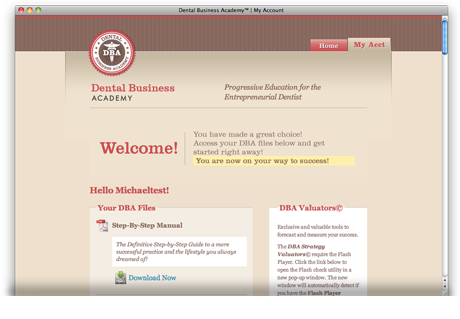 Dental Business Academy™ | My Account
Home
My Acct
DENTAL
DBA
BUSINESS ACADEMY
Dental Business
ACADEMY
Progressive Education for the
Entrepreneurial Dentist
Welcome!
You have made a great choice!
Access your DBA files below and get
started right away!
You are now on your way to success!
Hello Michaeltest!
Your DBA Files
Step-By-Step Manual
The Definitive Step-by-Step Guide to a more
successful practice and the lifestyle you always
dreamed of?
Download Now
DBA Valuators©
Exclusive and valuable tools to
forecast and measure your success.
The DBA Strategy
Valuators© require the Flash
Player. Click the link below to
open the Flash check utility in a
new pop-up window. The new
window will automatically detect if
you have the Flash Player